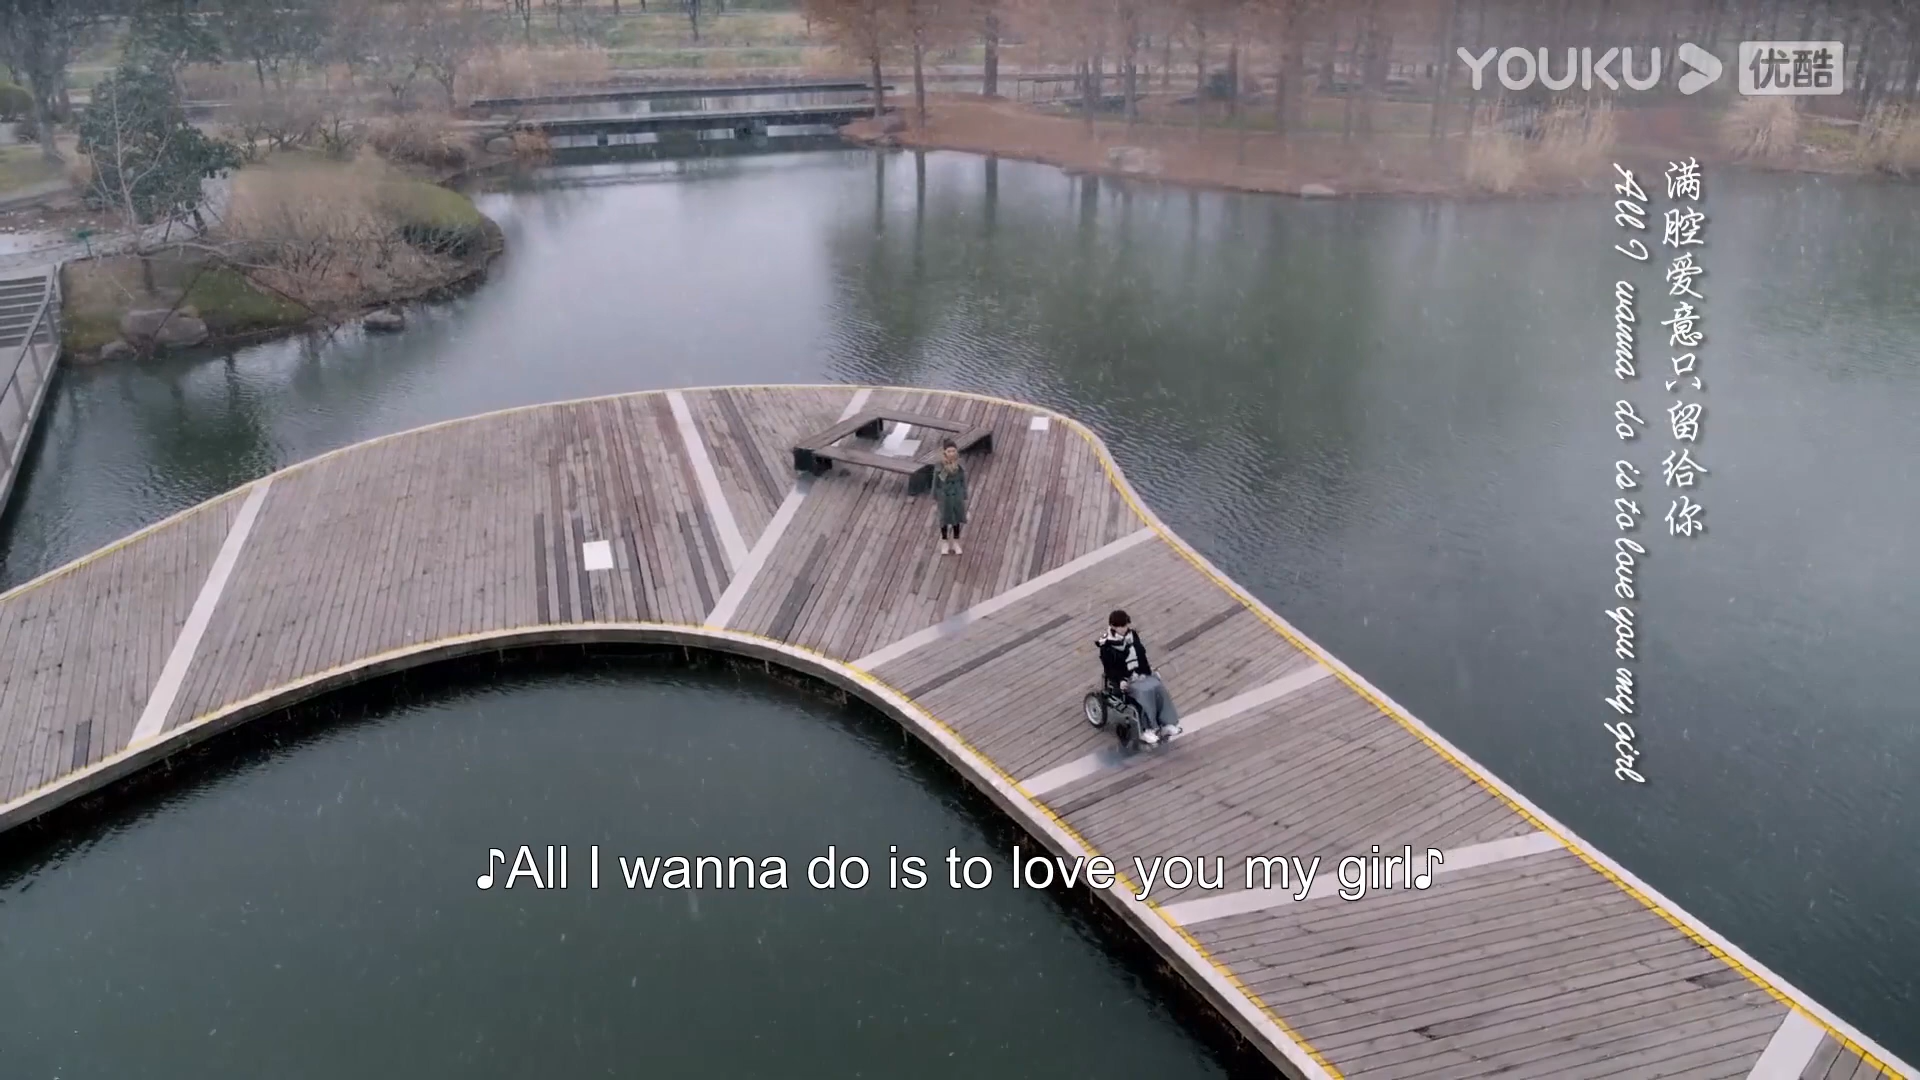 YOUKU 优酷
满腔爱意只留给你
All I wanna do is to love you my girl
♪All I wanna do is to love you my girl♪